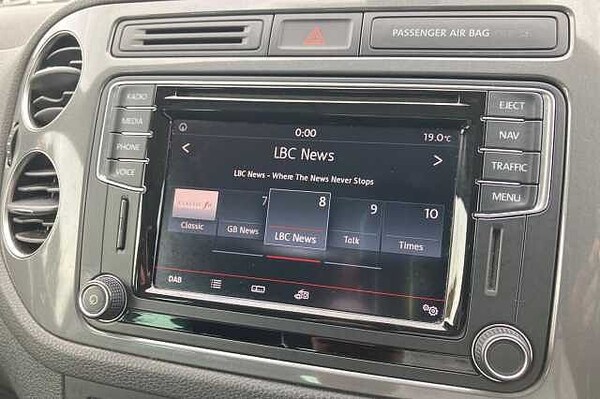 PASSENGER AIR BAG
RADIO
MEDIA
PHONE
VOICE
EJECT
NAV
TRAFFIC
MENU
0:00
19.0°C
<
LBC News
>
LBC News - Where The News Never Stops
7
8
9
10
Classic
GB News
LBC News
Talk
Times
DAB